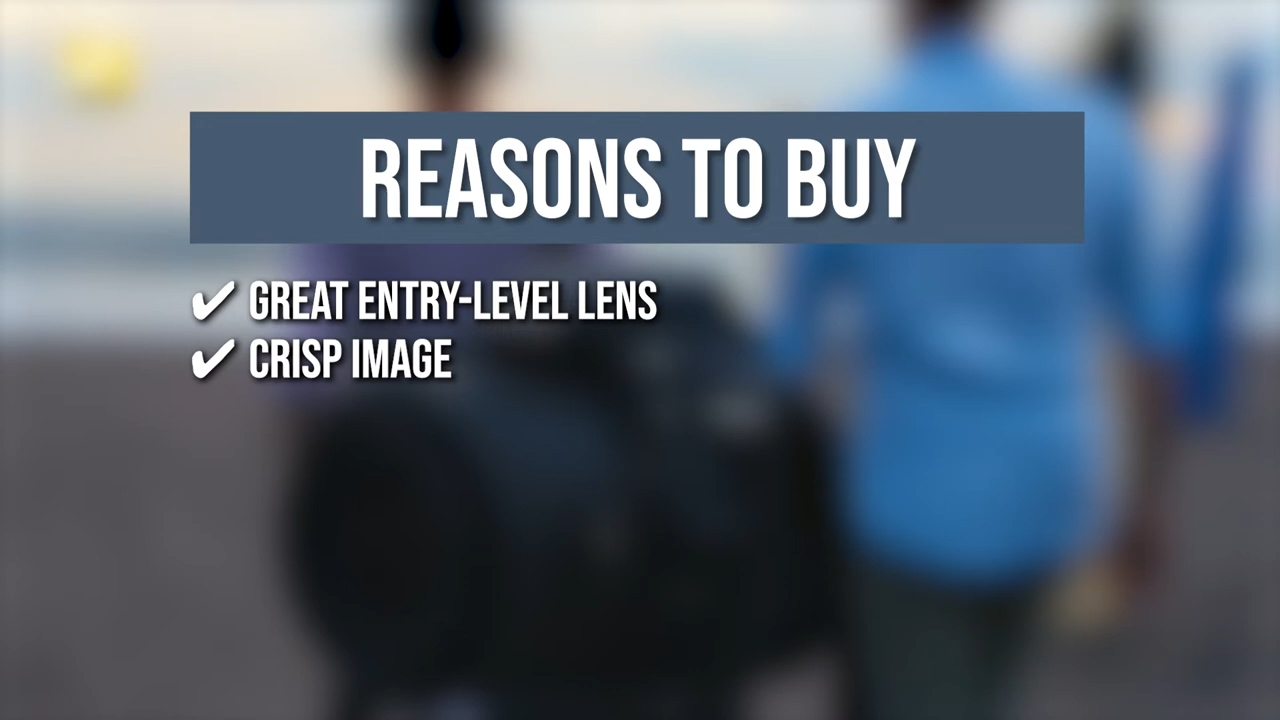 REASONS TO BUY
✔ GREAT ENTRY-LEVEL LENS
✔ CRISP IMAGE